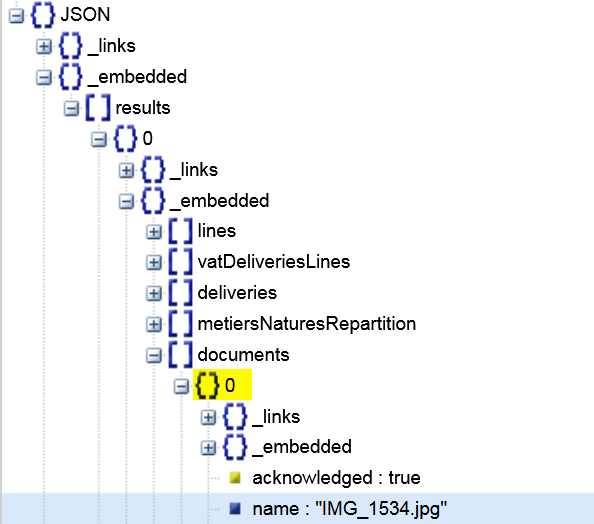 JSON
_links
_embedded
results
0
_links
_embedded
lines
vatDeliveriesLines
deliveries
metiersNaturesRepartition
documents
0
_links
_embedded
acknowledged : true
name : "IMG_1534.jpg"